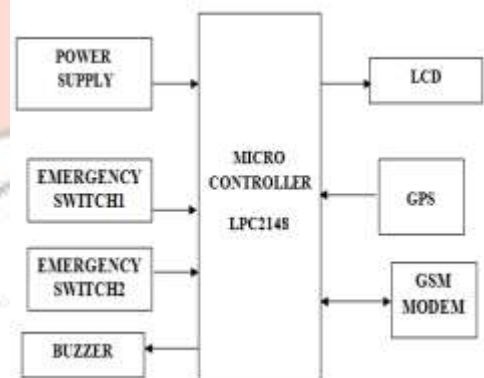 POWER
SUPPLY
EMERGENCY
SWITCH1
EMERGENCY
SWITCH2
BUZZER
MICRO
CONTROLLER
LPC2148
LCD
GPS
GSM
MODEM